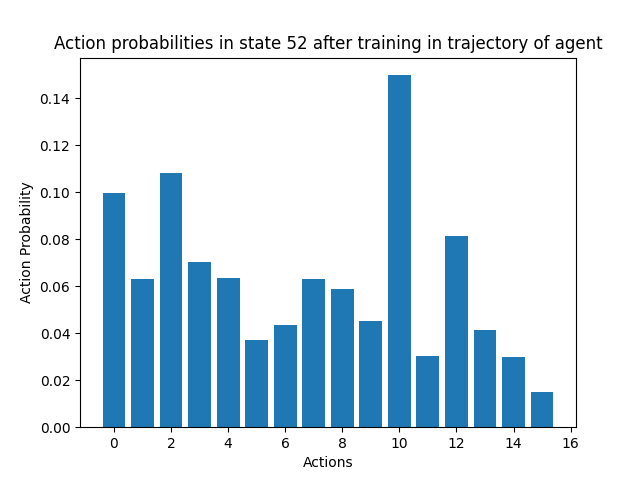 Action probabilities in state 52 after training in trajectory of agent
0.14
0.12
0.10
0.08
0.06
0.04
0.02
0.00
Action Probability
0 2 4 6 8 10 12 14 16
Actions